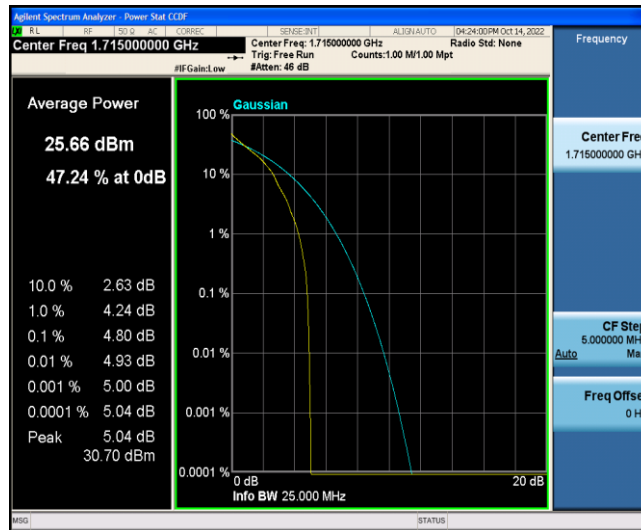 Agilent Spectrum Analyzer - Power Stat CCDF
RL RF 50 Ω AC CORREC SENSE:INT ALIGNAUTO 04:24:00PM Oct 14, 2022
Center Freq 1.715000000 GHz
Center Freq: 1.715000000 GHz Radio Std: None
Trig: Free Run Counts:1.00 M/1.00 Mpt
#IFGain:Low #Atten: 46 dB
Frequency
Average Power
25.66 dBm
47.24 % at 0dB
10.0 % 2.63 dB
1.0 % 4.24 dB
0.1 % 4.80 dB
0.01 % 4.93 dB
0.001 % 5.00 dB
0.0001 % 5.04 dB
Peak 5.04 dB
30.70 dBm
Gaussian
100 %
10 %
1 %
0.1 %
0.01 %
0.001 %
0.0001 %
0 dB 20 dB
Info BW 25.000 MHz
Center Fre
1.715000000 GH
CF Ste
5.000000 MH
Auto Ma
Freq Offse
0 H
MSG STATUS